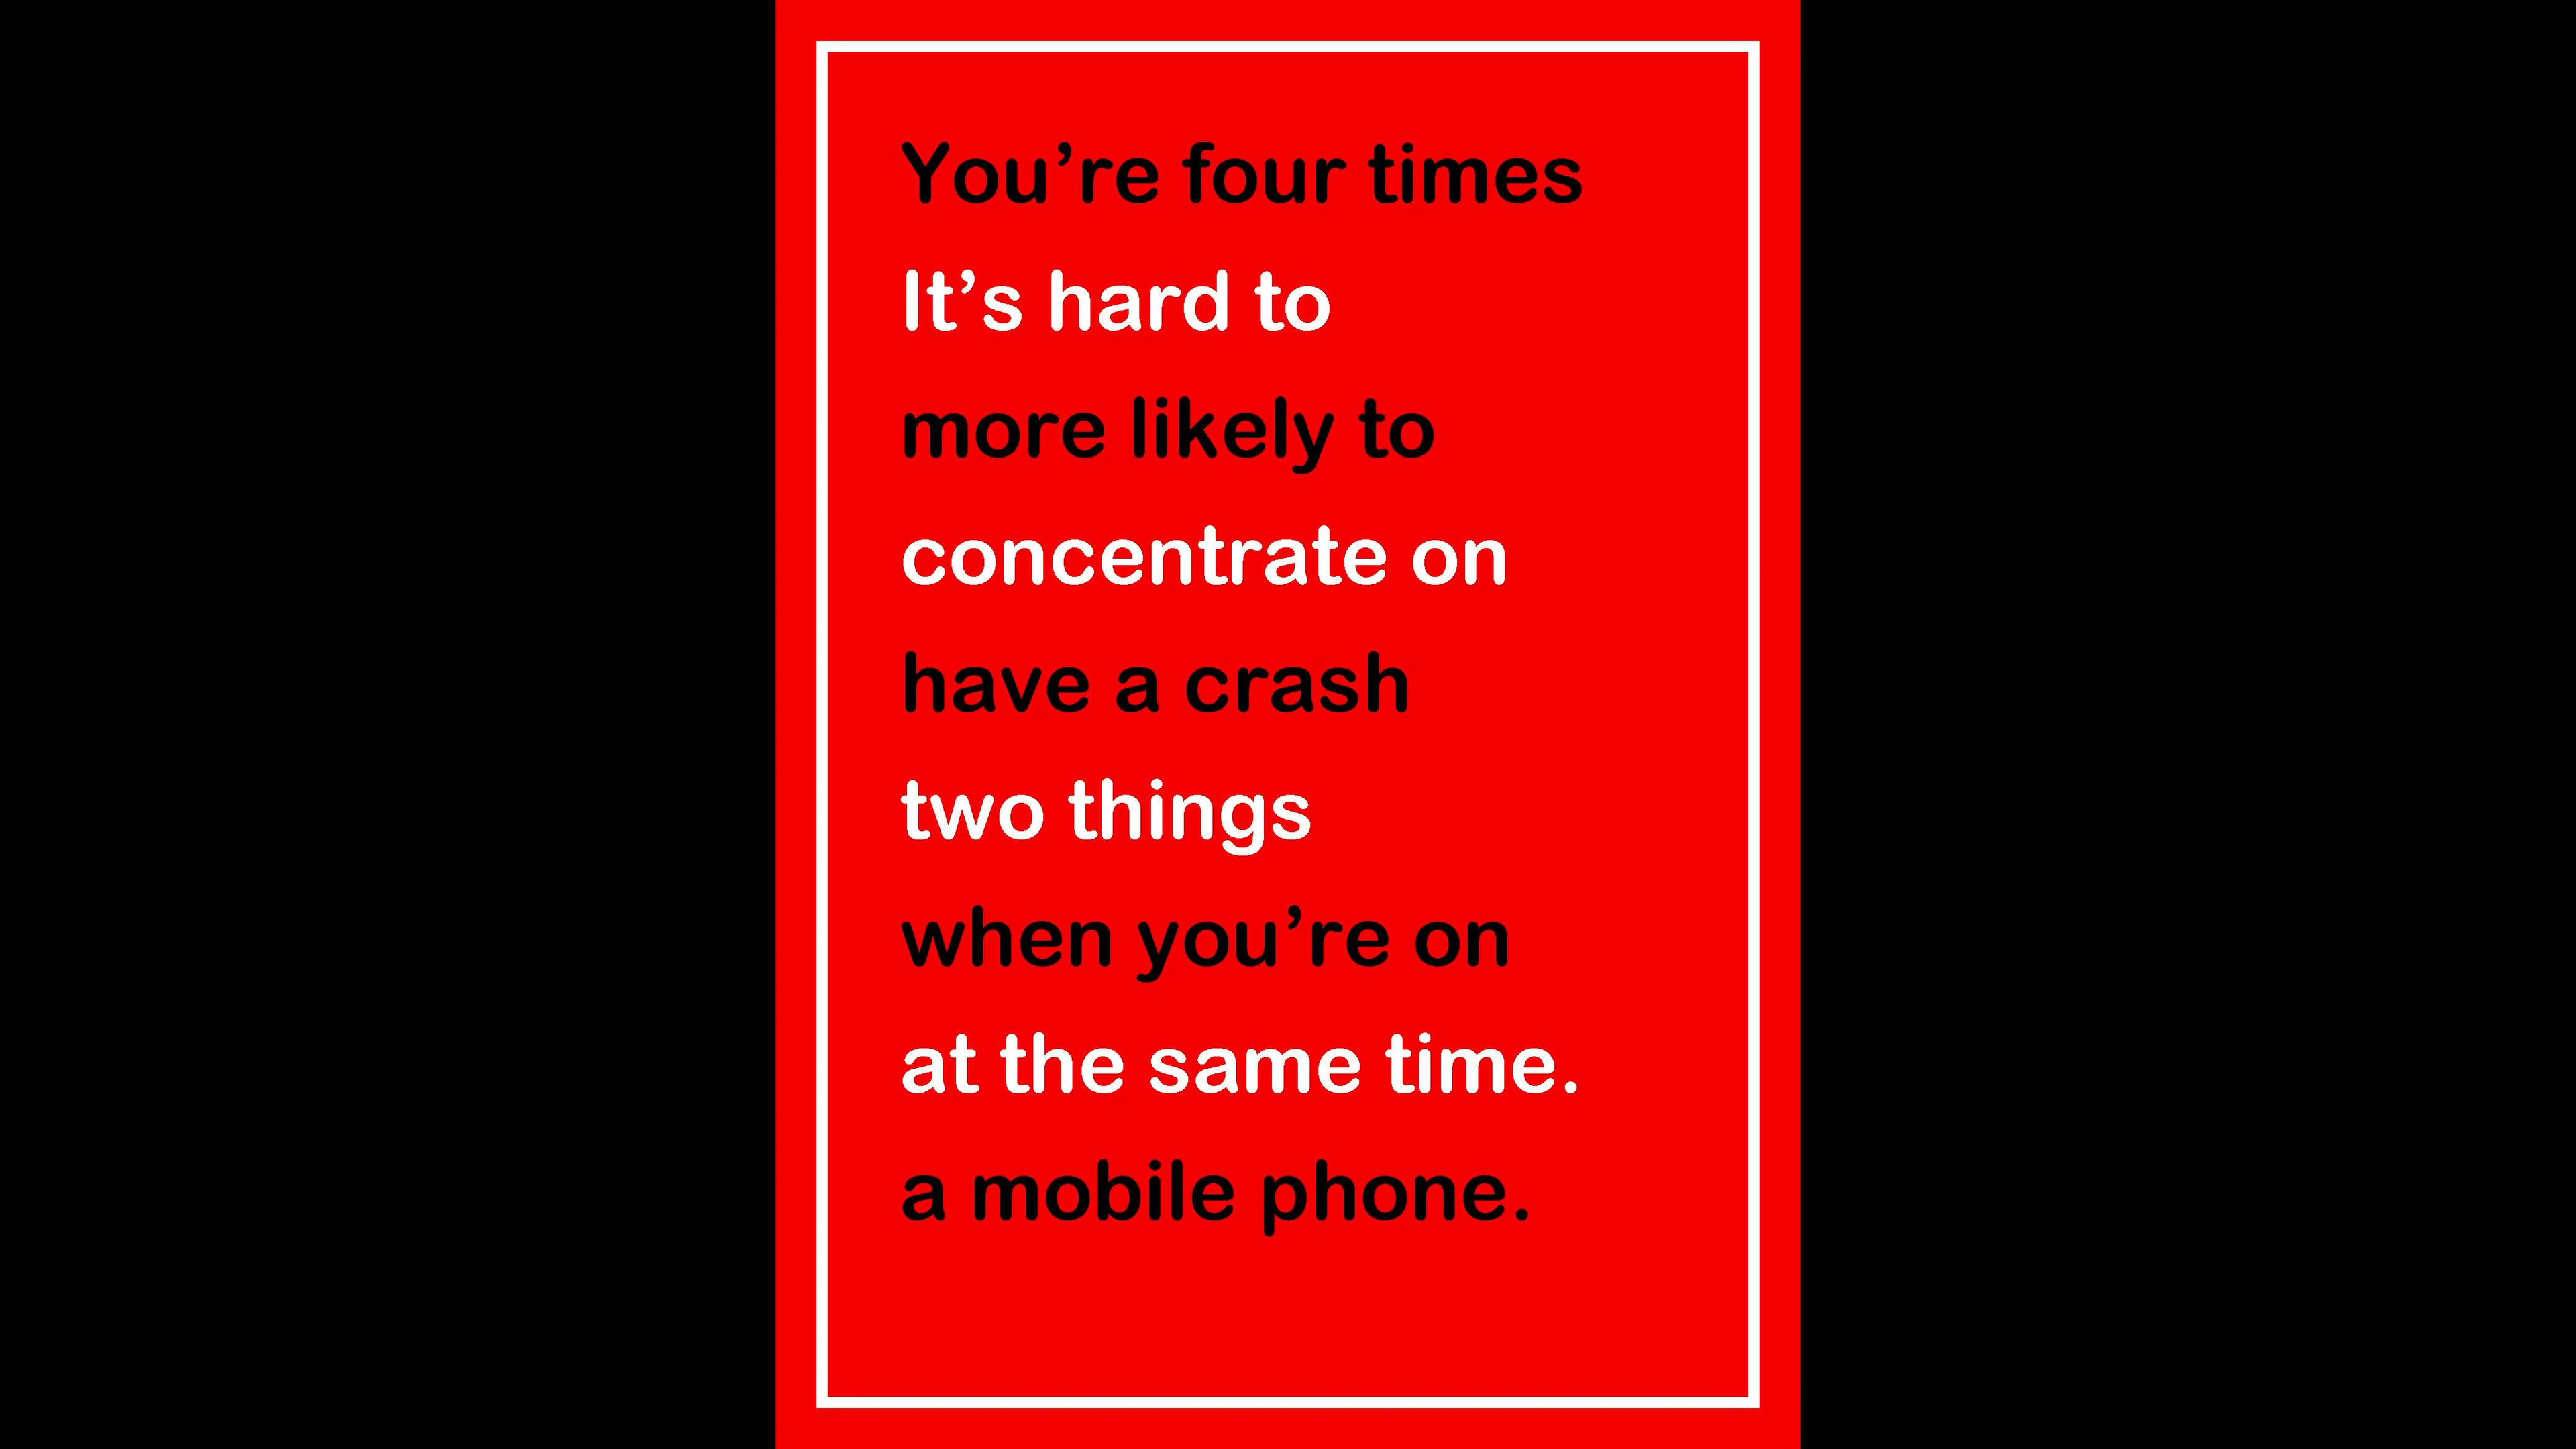 You’re four times
It’s hard to
more likely to
concentrate on
have a crash
two things
when you’re on
at the same time.
a mobile phone.